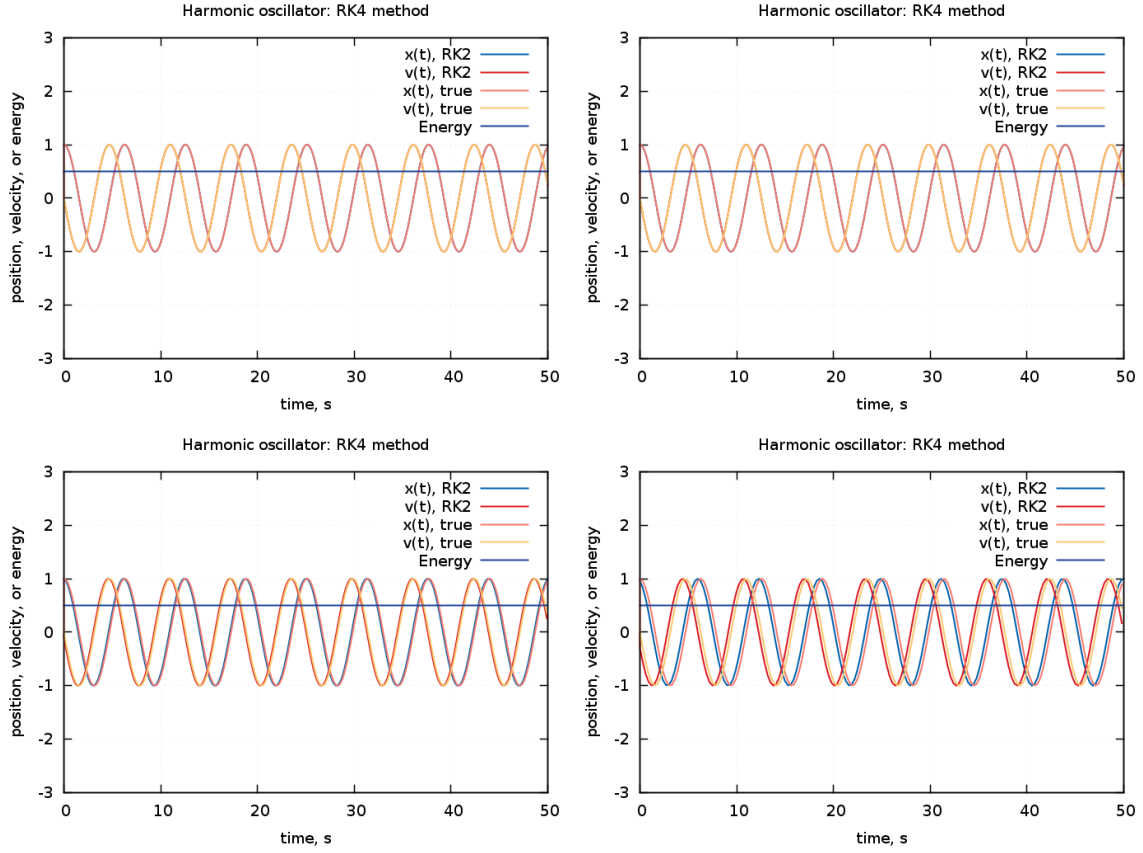 Harmonic oscillator: RK4 method
3
2
1
0
-1
-2
-3
position, velocity, or energy
x(t), RK2
v(t), RK2
x(t), true
v(t), true
Energy
0 10 20 30 40 50
time, s
Harmonic oscillator: RK4 method
3
2
1
0
-1
-2
-3
position, velocity, or energy
x(t), RK2
v(t), RK2
x(t), true
v(t), true
Energy
0 10 20 30 40 50
time, s
Harmonic oscillator: RK4 method
3
2
1
0
-1
-2
-3
position, velocity, or energy
x(t), RK2
v(t), RK2
x(t), true
v(t), true
Energy
0 10 20 30 40 50
time, s
Harmonic oscillator: RK4 method
3
2
1
0
-1
-2
-3
position, velocity, or energy
x(t), RK2
v(t), RK2
x(t), true
v(t), true
Energy
0 10 20 30 40 50
time, s